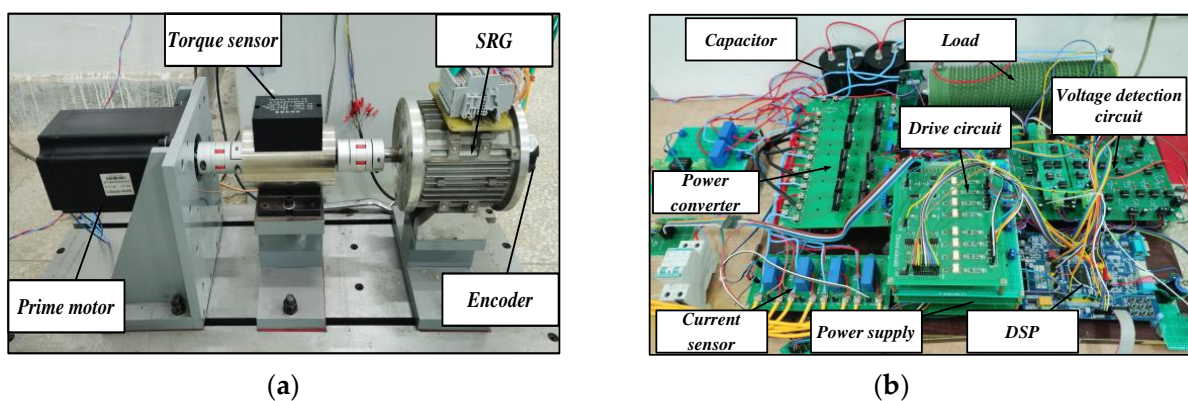 Torque sensor
SRG
Prime motor
Encoder
Capacitor
Load
Voltage detection
circuit
Drive circuit
Power
converter
Current
sensor
Power supply
DSP
(a)
(b)